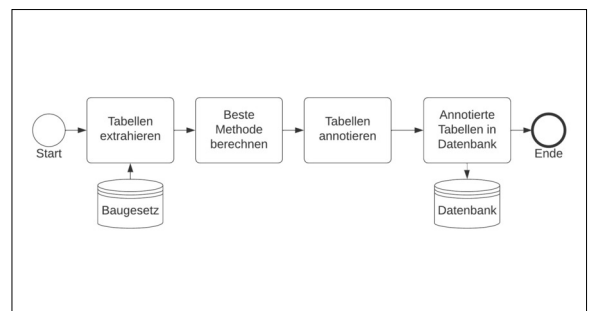 Start
Tabellen
extrahieren
Beste
Methode
berechnen
Tabellen
annotieren
Annotierte
Tabellen in
Datenbank
Ende
Baugesetz
Datenbank